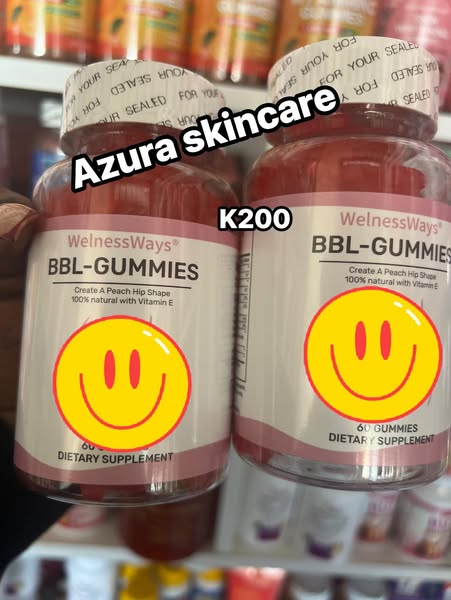 GUMMIES
SEALED FOR YOUR
SEALED FOR YOUR
Azura skincare
K200
WelnessWays®
BBL-GUMMIES
Create A Peach Hip Shape
100% natural with Vitamin E
DIETARY SUPPLEMENT
WelnessWays®
BBL-GUMMIES
Create A Peach Hip Shape
100% natural with Vitamin E
60 GUMMIES
DIETARY SUPPLEMENT